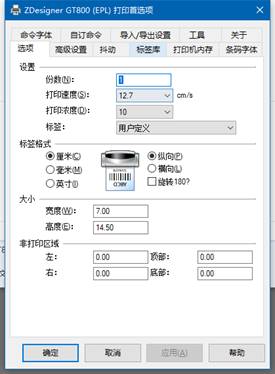 ZDesigner GT800 (EPL) 打印首选项
命令字体 自订命令 导入/导出设置 工具 关于
选项 高级设置 抖动 标签库 打印机内存 条码字体
设置
份数(N): 1
打印速度(S): 12.7 cm/s
打印浓度(D): 10
标签: 用户定义
标签格式
厘米(C) 纵向(P)
毫米(M) 横向(L)
英寸(I) 旋转180?
ABCD
大小
宽度(W): 7.00
高度(E): 14.50
非打印区域
左: 0.00 顶部: 0.00
右: 0.00 底部: 0.00
确定 取消 应用(A) 帮助